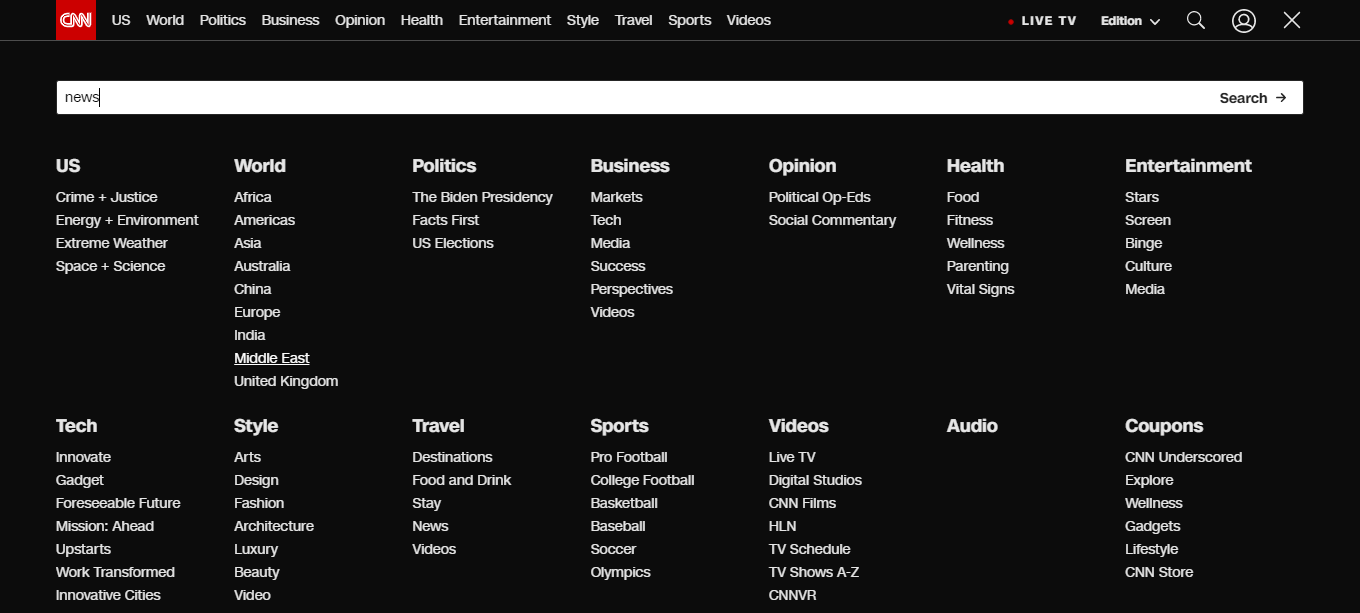 CNN US World Politics Business Opinion Health Entertainment Style Travel Sports Videos LIVE TV Edition
news Search →
US
Crime + Justice
Energy + Environment
Extreme Weather
Space + Science
World
Africa
Americas
Asia
Australia
China
Europe
India
Middle East
United Kingdom
Politics
The Biden Presidency
Facts First
US Elections
Business
Markets
Tech
Media
Success
Perspectives
Videos
Opinion
Political Op-Eds
Social Commentary
Health
Food
Fitness
Wellness
Parenting
Vital Signs
Entertainment
Stars
Screen
Binge
Culture
Media
Tech
Innovate
Gadget
Foreseeable Future
Mission: Ahead
Upstarts
Work Transformed
Innovative Cities
Style
Arts
Design
Fashion
Architecture
Luxury
Beauty
Video
Travel
Destinations
Food and Drink
Stay
News
Videos
Sports
Pro Football
College Football
Basketball
Baseball
Soccer
Olympics
Videos
Live TV
Digital Studios
CNN Films
HLN
TV Schedule
TV Shows A-Z
CNNVR
Audio
Coupons
CNN Underscored
Explore
Wellness
Gadgets
Lifestyle
CNN Store